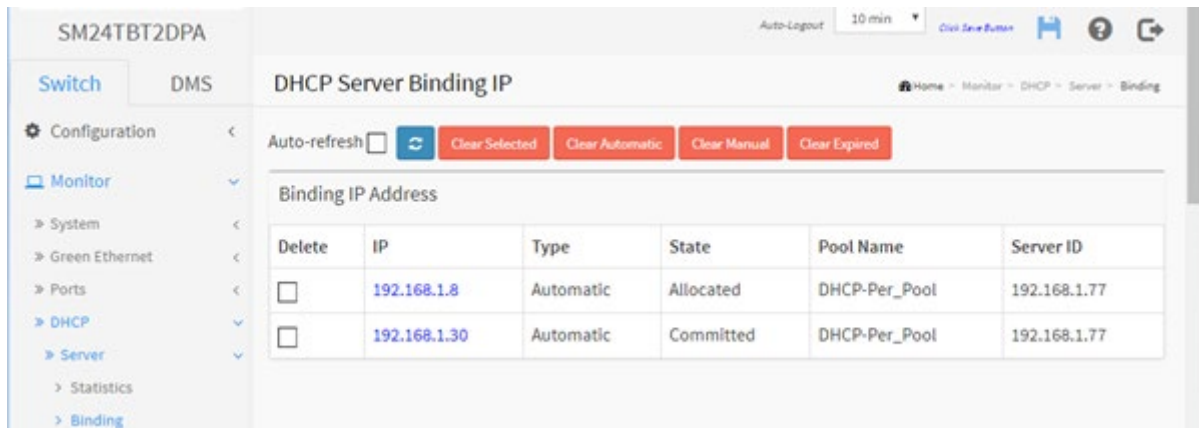 SM24TBT2DPA
Auto-Logout 10 min Click Save Button
Switch DMS
DHCP Server Binding IP
Home > Monitor > DHCP > Server > Binding
Configuration
Auto-refresh Clear Selected Clear Automatic Clear Manual Clear Expired
Monitor
Binding IP Address
System
Green Ethernet
Ports
DHCP
Server
Statistics
Binding
Delete IP Type State Pool Name Server ID
192.168.1.8 Automatic Allocated DHCP-Per_Pool 192.168.1.77
192.168.1.30 Automatic Committed DHCP-Per_Pool 192.168.1.77